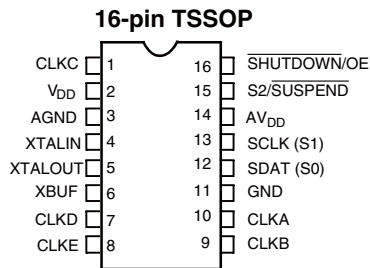 16-pin TSSOP
CLKC 1 16 SHUTDOWN/OE
VDD 2 15 S2/SUSPEND
AGND 3 14 AVDD
XTALIN 4 13 SCLK (S1)
XTALOUT 5 12 SDAT (S0)
XBUF 6 11 GND
CLKD 7 10 CLKA
CLKE 8 9 CLKB